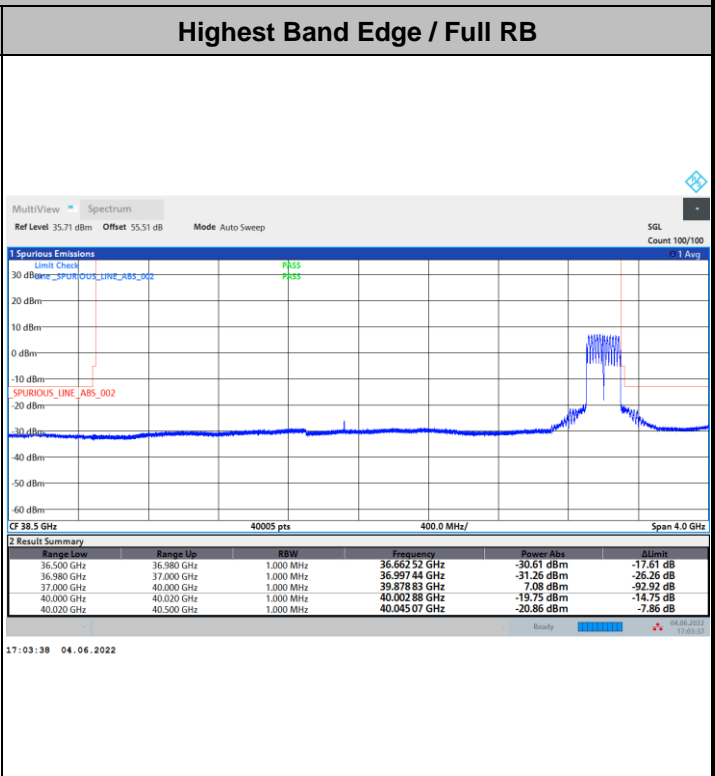 Highest Band Edge / Full RB
MultiView Spectrum
Ref Level 35.71 dBm Offset 55.51 dB Mode Auto Sweep SGL
Count 100/100
1 Spurious Emissions 1 Avg
Limit Check PASS
30 dBm Line _SPURIOUS_LINE_ABS_002 PASS
20 dBm
10 dBm
0 dBm
-10 dBm
_SPURIOUS_LINE_ABS_002
-20 dBm
-30 dBm
-40 dBm
-50 dBm
-60 dBm
CF 38.5 GHz 40005 pts 400.0 MHz/ Span 4.0 GHz
2 Result Summary
Range Low Range Up RBW Frequency Power Abs ΔLimit
36.500 GHz 36.980 GHz 1.000 MHz 36.662 52 GHz -30.61 dBm -17.61 dB
36.980 GHz 37.000 GHz 1.000 MHz 36.997 44 GHz -31.26 dBm -26.26 dB
37.000 GHz 40.000 GHz 1.000 MHz 39.878 83 GHz 7.08 dBm -92.92 dB
40.000 GHz 40.020 GHz 1.000 MHz 40.002 88 GHz -19.75 dBm -14.75 dB
40.020 GHz 40.500 GHz 1.000 MHz 40.045 07 GHz -20.86 dBm -7.86 dB
Ready 04.06.2022
17:03:37
17:03:38 04.06.2022